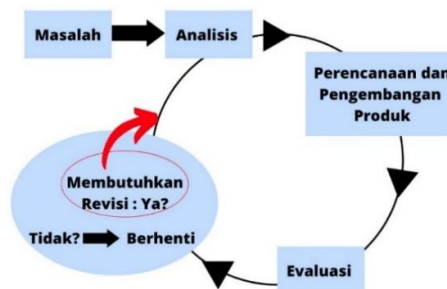 Masalah
Analisis
Perencanaan dan
Pengembangan
Produk
Membutuhkan
Revisi : Ya?
Tidak?
Berhenti
Evaluasi